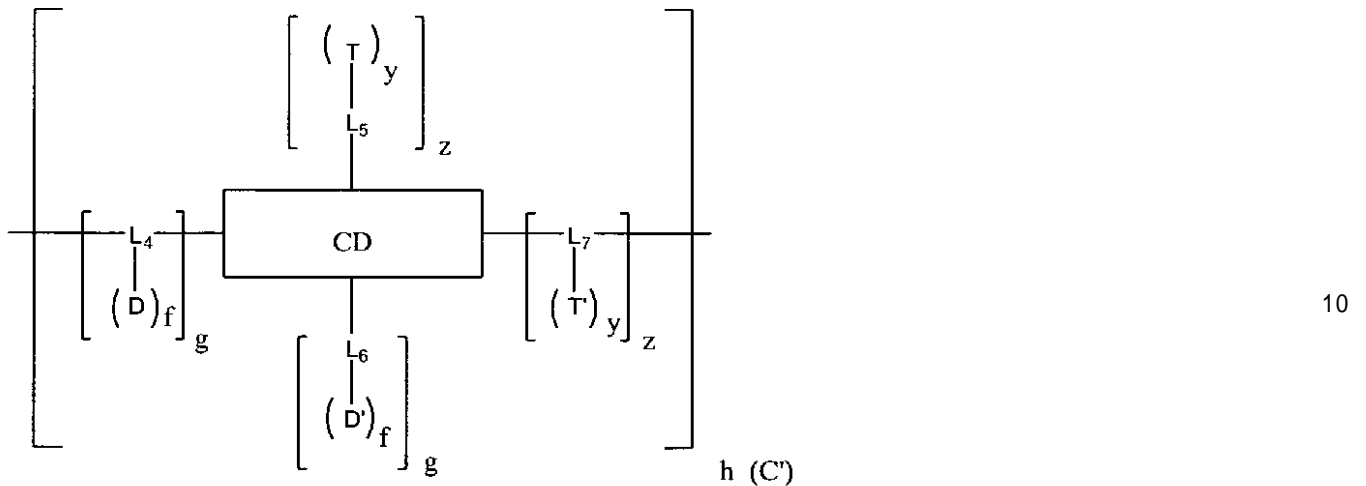 ( T )y
L5
z
L4 CD L7
10
( D )f ( T' )y
g z
L6
( D' )f
g
h (C')